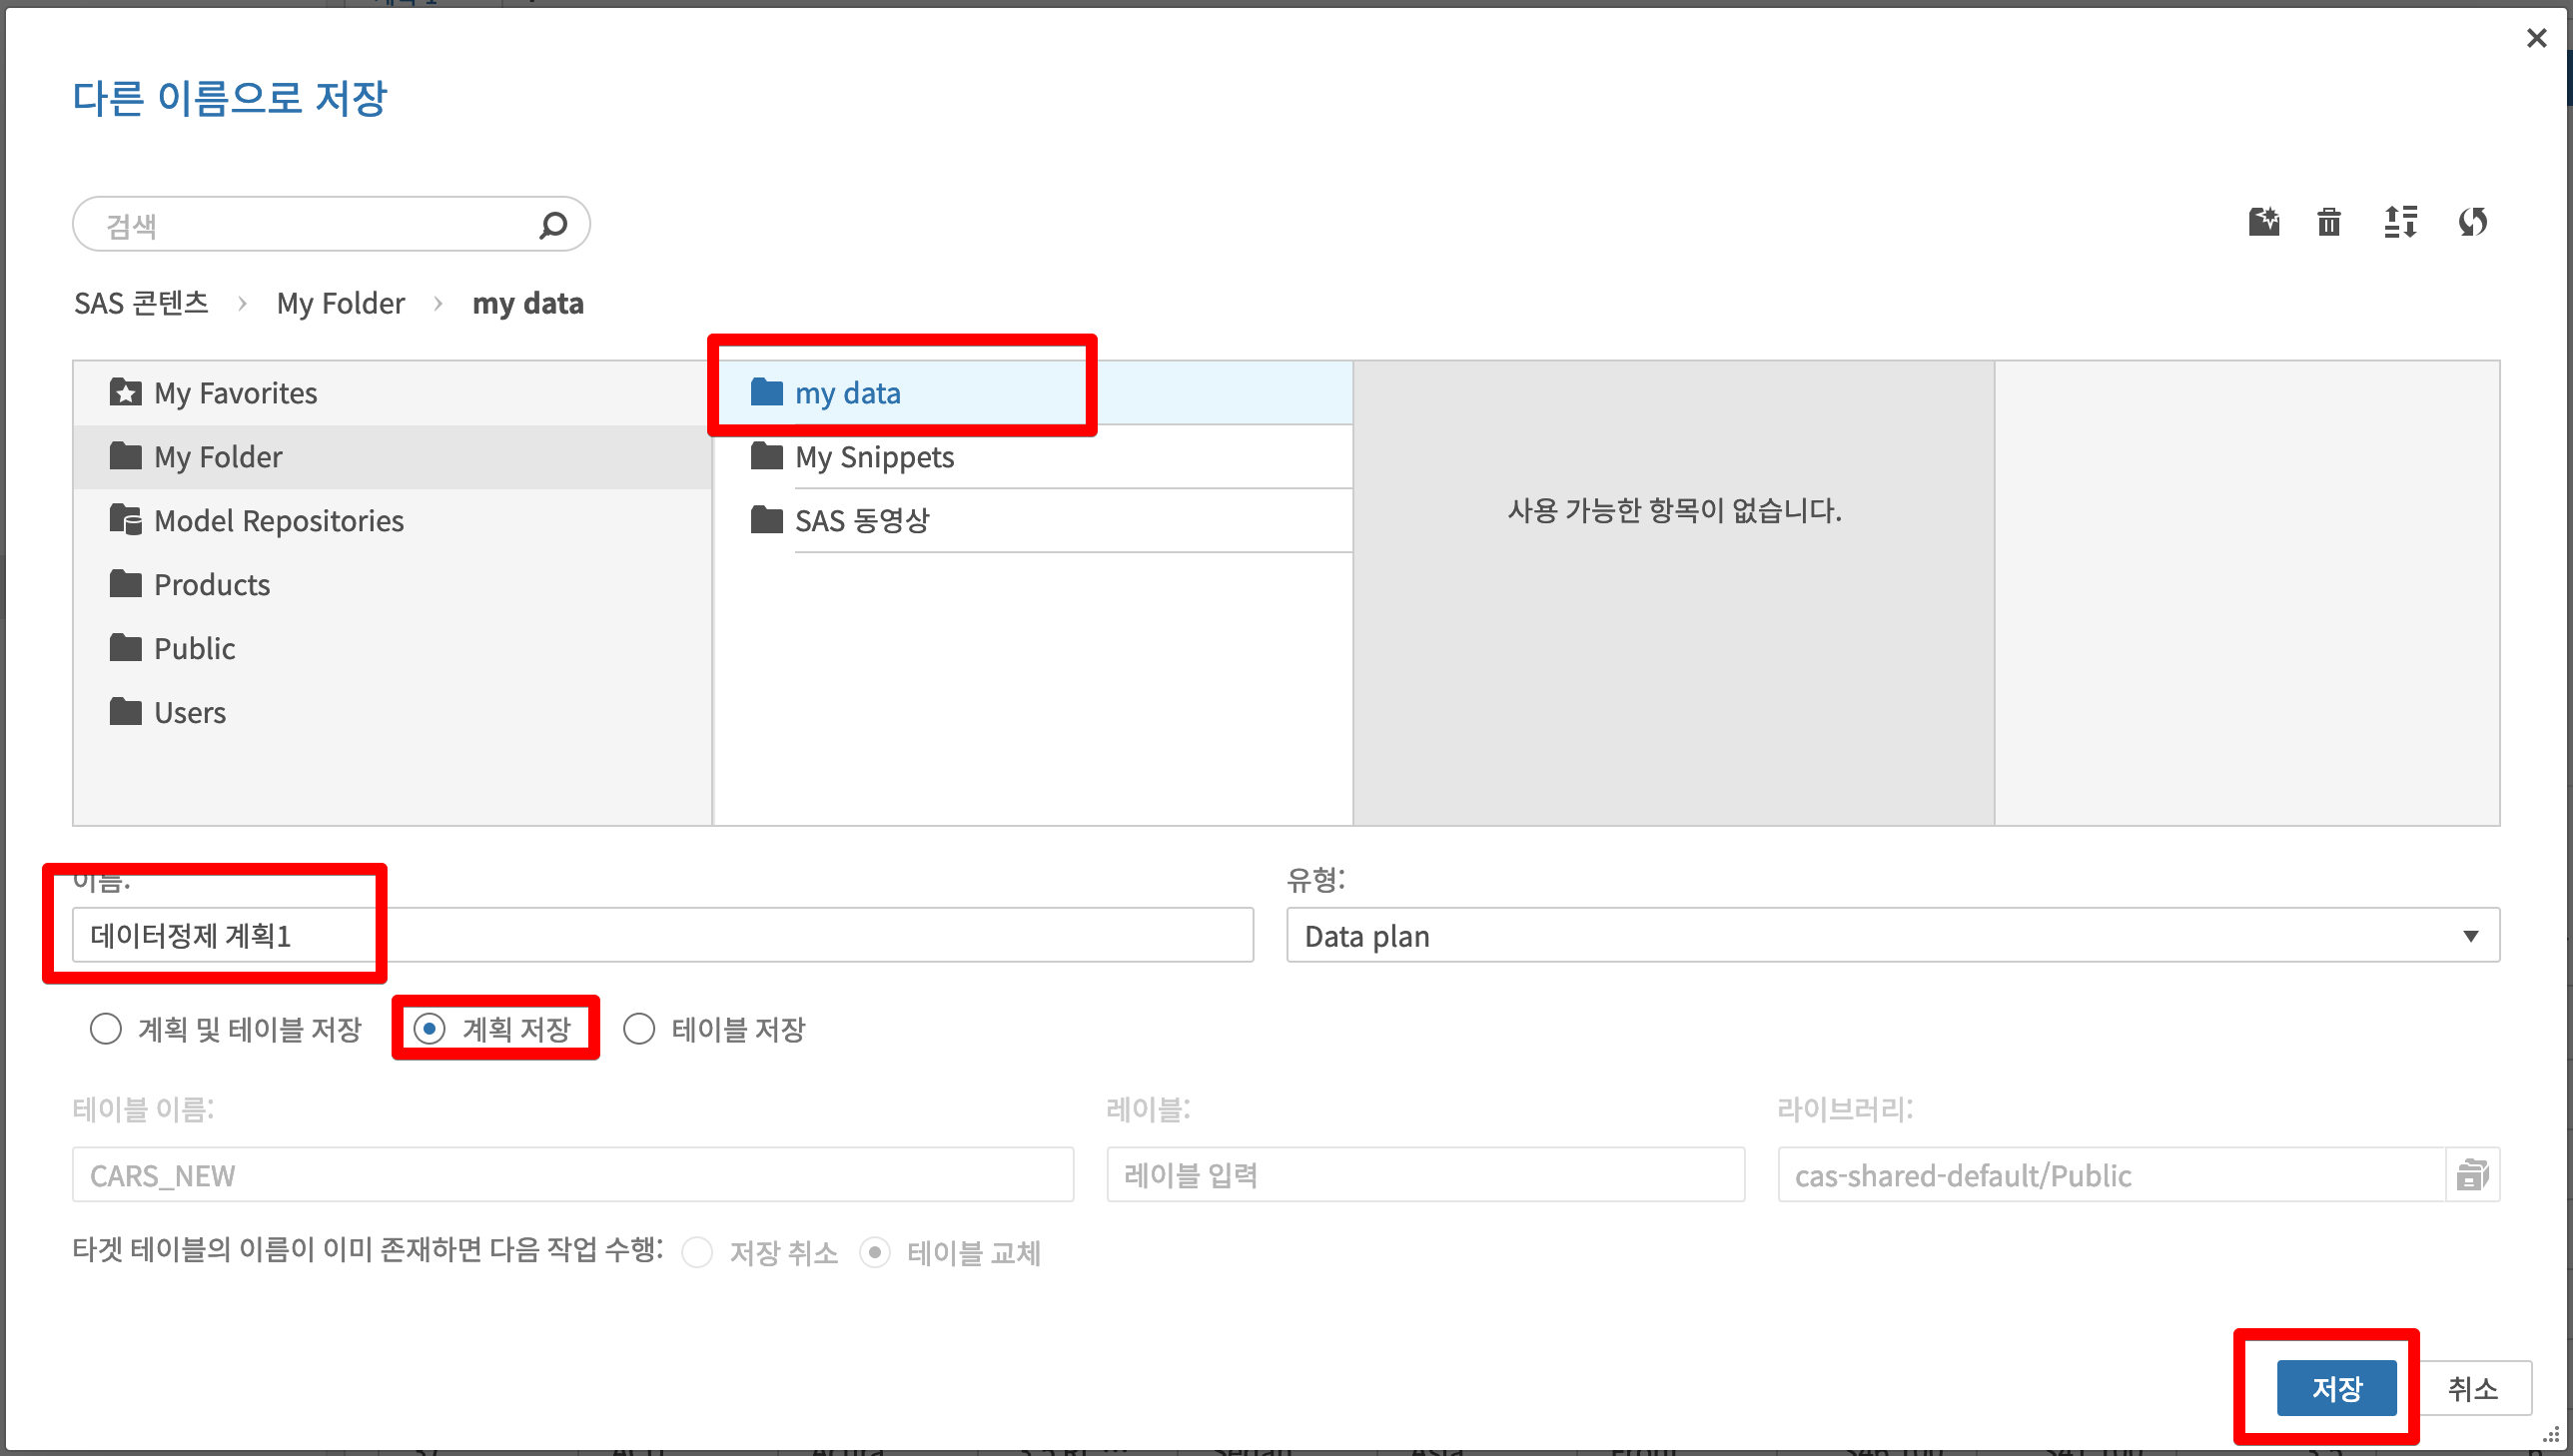 계획 1
다른 이름으로 저장
검색
SAS 콘텐츠 > My Folder > my data
My Favorites
My Folder
Model Repositories
Products
Public
Users
my data
My Snippets
SAS 동영상
사용 가능한 항목이 없습니다.
이름:
데이터정제 계획1
유형:
Data plan
계획 및 테이블 저장
계획 저장
테이블 저장
테이블 이름:
CARS_NEW
레이블:
레이블 입력
라이브러리:
cas-shared-default/Public
타겟 테이블의 이름이 이미 존재하면 다음 작업 수행: 저장 취소 테이블 교체
저장
취소